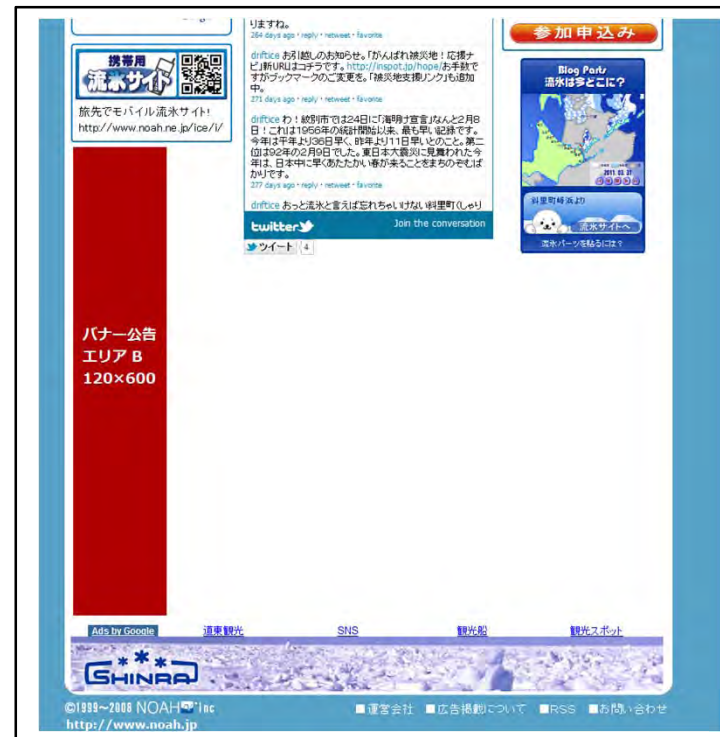 参加申込み
携帯用
流氷サイト
旅先でモバイル流氷サイト!
http://www.noah.ne.jp/ice/i/
バナー公告
エリア B
120×600
りますね。
264 days ago・reply・retweet・favorite
driftice お引越しのお知らせ。「がんばれ被災地！応援ナ
ビ」新URLはコチラです。http://inspot.jp/hope/お手数で
すがブックマークのご変更を。「被災地支援リンク」も追加
中。
271 days ago・reply・retweet・favorite
driftice わ！紋別市では24日に「海明け宣言」なんと2月8
日！これは1956年の統計開始以来、最も早い記録です。
今年は平年より36日早く、昨年より11日早いとのこと。第二
位は92年の2月9日でした。東日本大震災に見舞われた今
年は、日本中に早くあたたかい春が来ることをまちのぞむば
かりです。
277 days ago・reply・retweet・favorite
driftice おっと流氷と言えば忘れちゃいけない斜里町(しゃり
twitter
Join the conversation
ツイート 4
Blog Parts
流氷は今どこに？
2011. 03. 31
斜里町峰浜より
流氷サイトへ
流氷パーツを貼るには？
Ads by Google 道東観光 SNS 観光船 観光スポット
SHINRA
©1999~2008 NOAH inc
http://www.noah.jp
■運営会社 ■広告掲載について ■RSS ■お問い合わせ